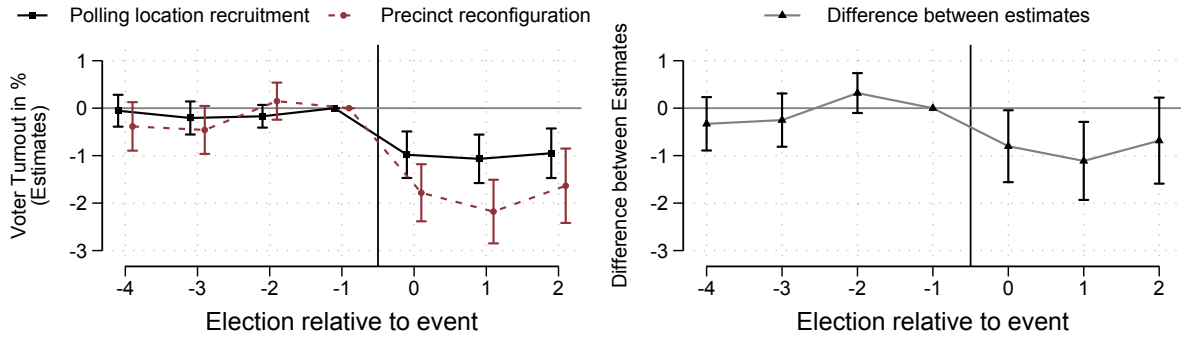 Polling location recruitment Precinct reconfiguration
Voter Turnout in %
(Estimates)
1
0
-1
-2
-3
-4 -3 -2 -1 0 1 2
Election relative to event
Difference between estimates
Difference between Estimates
1
0
-1
-2
-3
-4 -3 -2 -1 0 1 2
Election relative to event